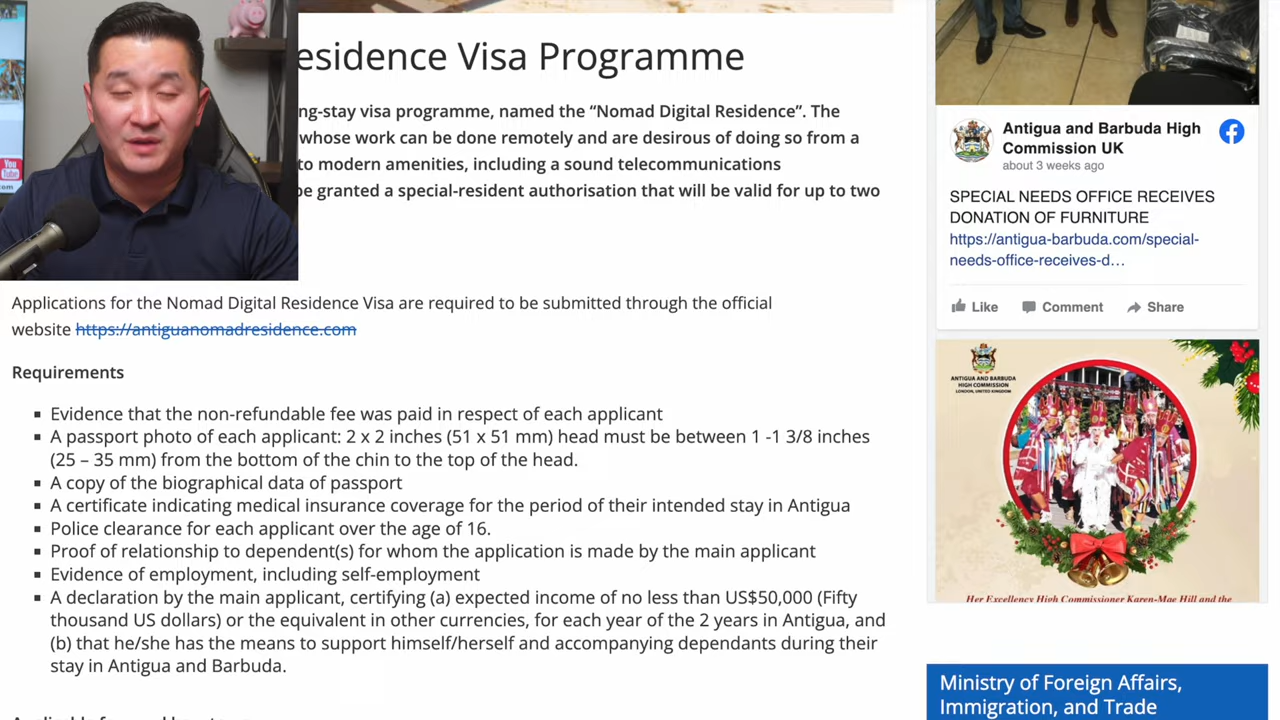 esidence Visa Programme
ng-stay visa programme, named the “Nomad Digital Residence”. The
whose work can be done remotely and are desirous of doing so from a
to modern amenities, including a sound telecommunications
be granted a special-resident authorisation that will be valid for up to two
Applications for the Nomad Digital Residence Visa are required to be submitted through the official
website https://antiguanomadresidence.com
Requirements
Evidence that the non-refundable fee was paid in respect of each applicant
A passport photo of each applicant: 2 x 2 inches (51 x 51 mm) head must be between 1 -1 3/8 inches
(25 – 35 mm) from the bottom of the chin to the top of the head.
A copy of the biographical data of passport
A certificate indicating medical insurance coverage for the period of their intended stay in Antigua
Police clearance for each applicant over the age of 16.
Proof of relationship to dependent(s) for whom the application is made by the main applicant
Evidence of employment, including self-employment
A declaration by the main applicant, certifying (a) expected income of no less than US$50,000 (Fifty
thousand US dollars) or the equivalent in other currencies, for each year of the 2 years in Antigua, and
(b) that he/she has the means to support himself/herself and accompanying dependants during their
stay in Antigua and Barbuda.
Antigua and Barbuda High
Commission UK
about 3 weeks ago
SPECIAL NEEDS OFFICE RECEIVES
DONATION OF FURNITURE
https://antigua-barbuda.com/special-
needs-office-receives-d…
Like Comment Share
ANTIGUA AND BARBUDA
HIGH COMMISSION
LONDON, UNITED KINGDOM
Her Excellency High Commissioner Karen-Mae Hill and the
Ministry of Foreign Affairs,
Immigration, and Trade
You
Tube
.com